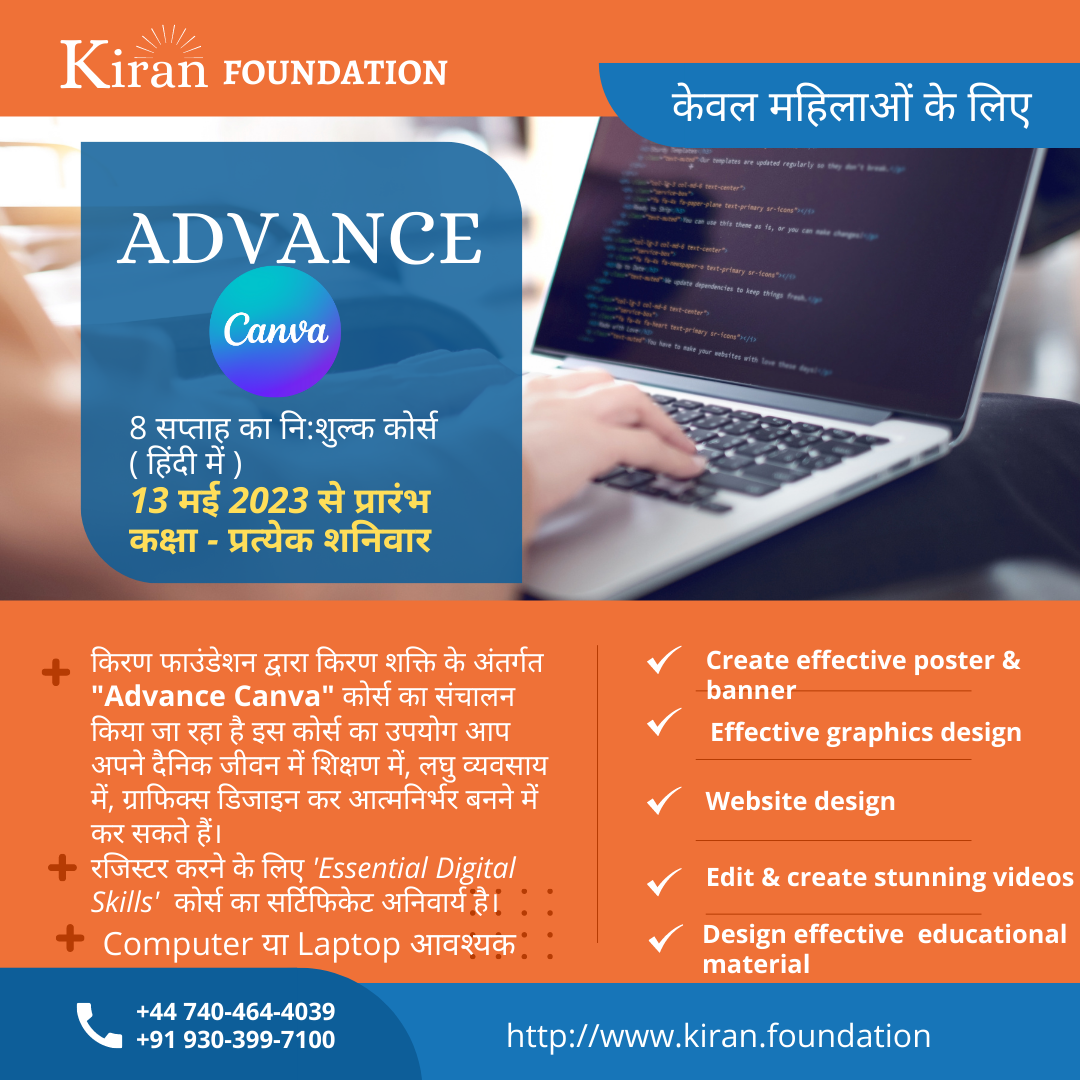 Kiran FOUNDATION
केवल महिलाओं के लिए
ADVANCE
Canva
8 सप्ताह का नि:शुल्क कोर्स
( हिंदी में )
13 मई 2023 से प्रारंभ
कक्षा - प्रत्येक शनिवार
किरण फाउंडेशन द्वारा किरण शक्ति के अंतर्गत
"Advance Canva" कोर्स का संचालन
किया जा रहा है इस कोर्स का उपयोग आप
अपने दैनिक जीवन में शिक्षण में, लघु व्यवसाय
में, ग्राफिक्स डिजाइन कर आत्मनिर्भर बनने में
कर सकते हैं।
रजिस्टर करने के लिए 'Essential Digital
Skills' कोर्स का सर्टिफिकेट अनिवार्य है।
Computer या Laptop आवश्यक
Create effective poster &
banner
Effective graphics design
Website design
Edit & create stunning videos
Design effective educational
material
+44 740-464-4039
+91 930-399-7100
http://www.kiran.foundation